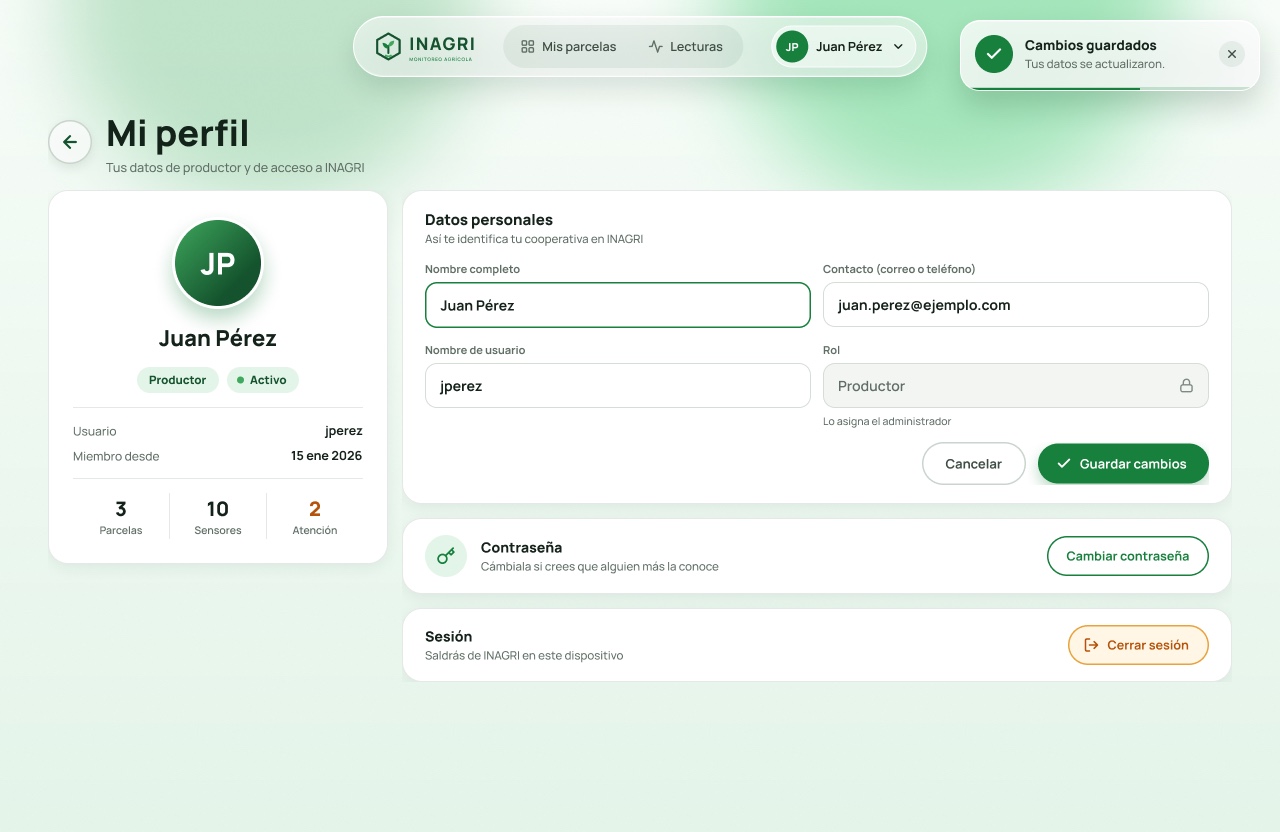 INAGRI
MONITOREO AGRÍCOLA
Mis parcelas
Lecturas
JP
Juan Pérez
Cambios guardados
Tus datos se actualizaron.
Mi perfil
Tus datos de productor y de acceso a INAGRI
JP
Juan Pérez
Productor
Activo
Usuario
jperez
Miembro desde
15 ene 2026
3
Parcelas
10
Sensores
2
Atención
Datos personales
Así te identifica tu cooperativa en INAGRI
Nombre completo
Juan Pérez
Contacto (correo o teléfono)
juan.perez@ejemplo.com
Nombre de usuario
jperez
Rol
Productor
Lo asigna el administrador
Cancelar
Guardar cambios
Contraseña
Cámbiala si crees que alguien más la conoce
Cambiar contraseña
Sesión
Saldrás de INAGRI en este dispositivo
Cerrar sesión